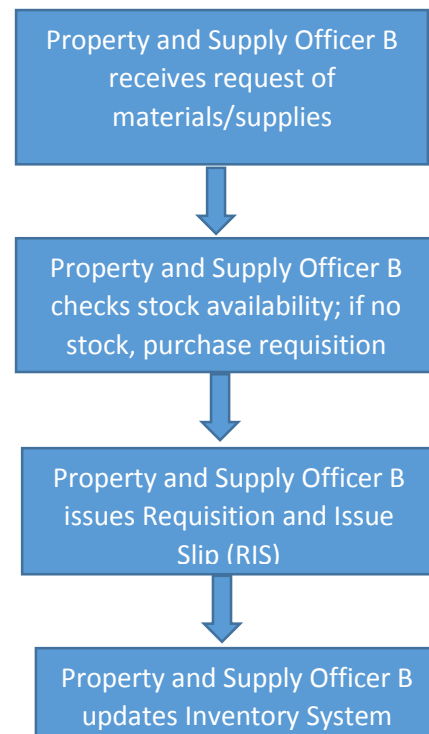 Property and Supply Officer B
receives request of
materials/supplies
Property and Supply Officer B
checks stock availability; if no
stock, purchase requisition
Property and Supply Officer B
issues Requisition and Issue
Slip (RIS)
Property and Supply Officer B
updates Inventory System